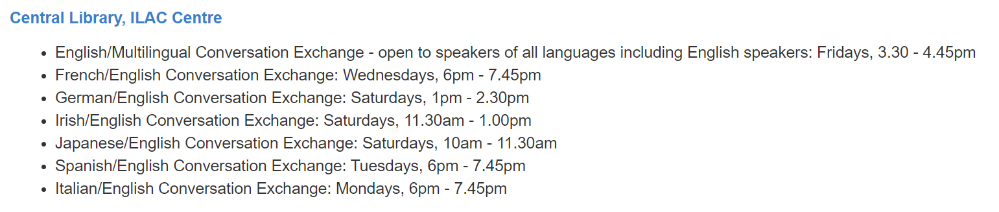 Central Library, ILAC Centre
• English/Multilingual Conversation Exchange - open to speakers of all languages including English speakers: Fridays, 3.30 - 4.45pm
• French/English Conversation Exchange: Wednesdays, 6pm - 7.45pm
• German/English Conversation Exchange: Saturdays, 1pm - 2.30pm
• Irish/English Conversation Exchange: Saturdays, 11.30am - 1.00pm
• Japanese/English Conversation Exchange: Saturdays, 10am - 11.30am
• Spanish/English Conversation Exchange: Tuesdays, 6pm - 7.45pm
• Italian/English Conversation Exchange: Mondays, 6pm - 7.45pm